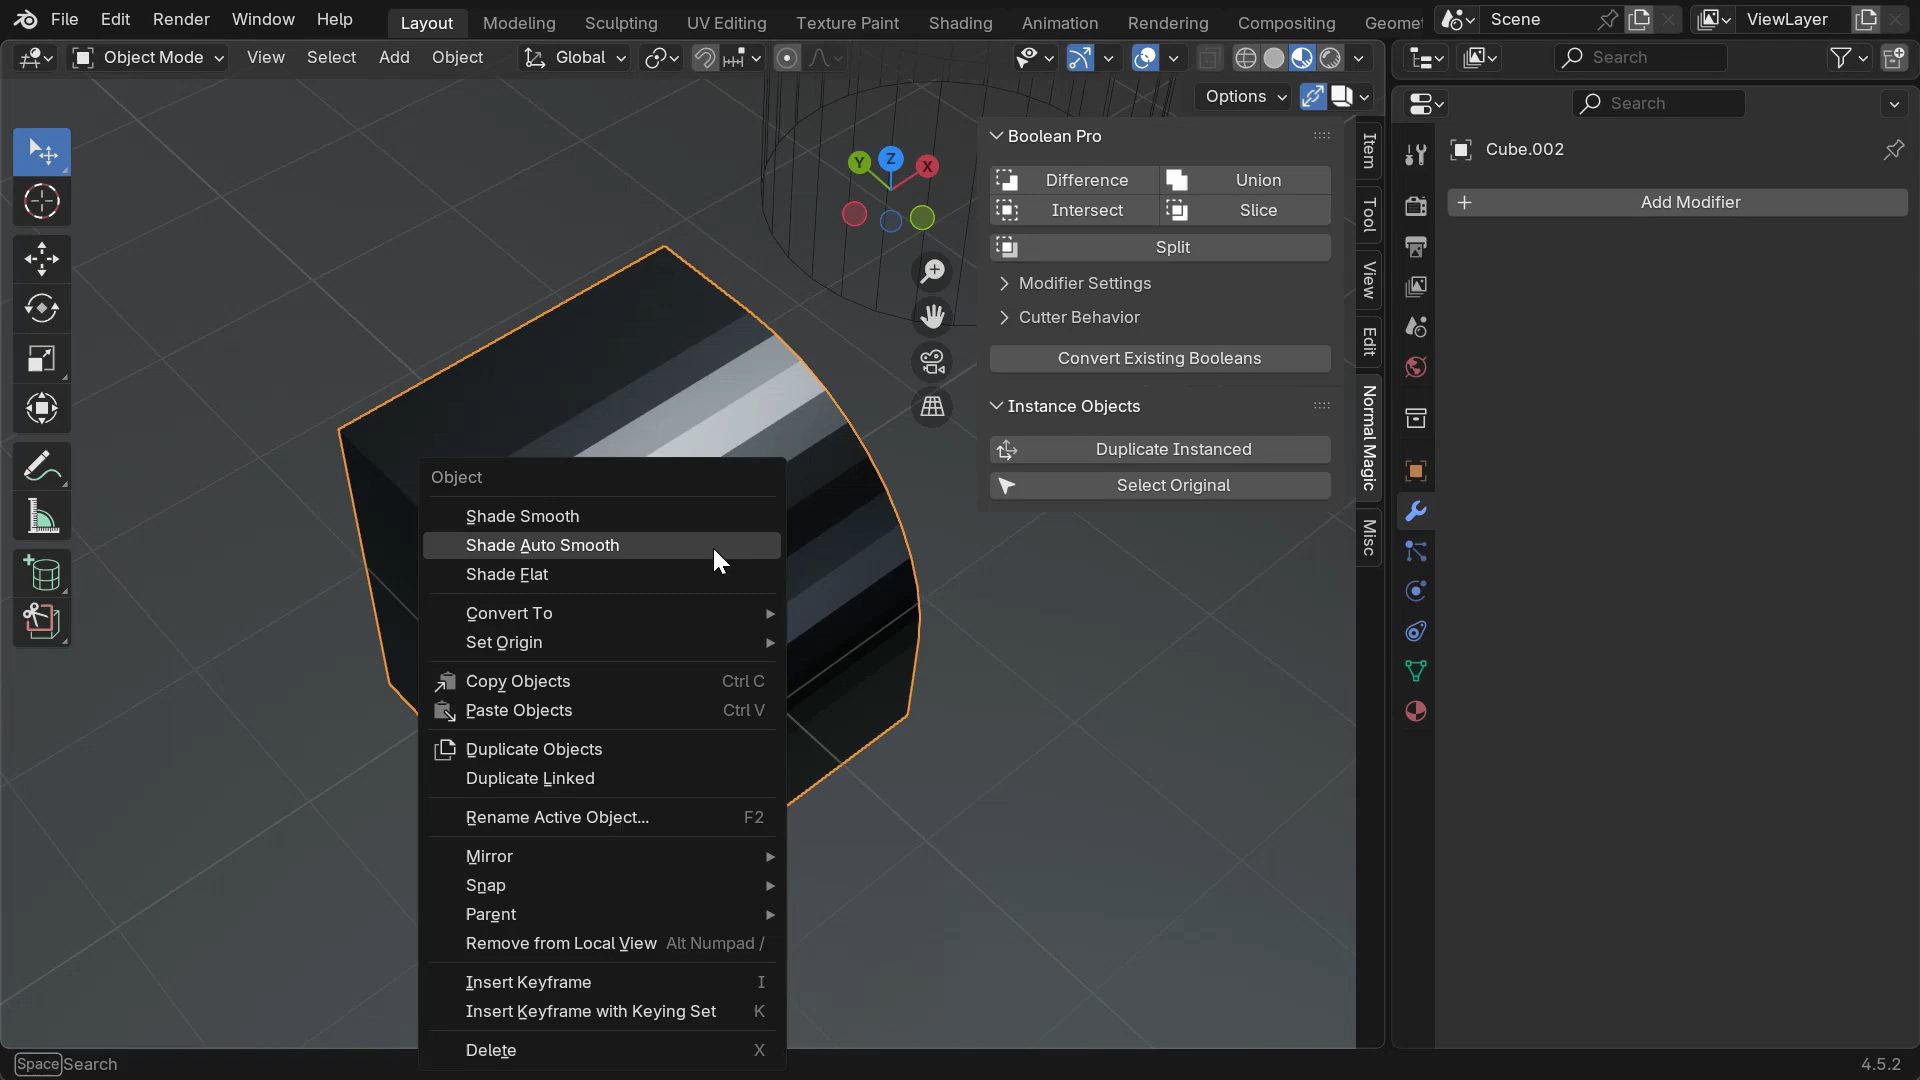 File Edit Render Window Help Layout Modeling Sculpting UV Editing Texture Paint Shading Animation Rendering Compositing Geome Scene ViewLayer
Object Mode View Select Add Object Global Search
Options Search
Boolean Pro
Difference Union
Intersect Slice
Split
Modifier Settings
Cutter Behavior
Convert Existing Booleans
Instance Objects
Duplicate Instanced
Select Original
Item
Tool
View
Edit
Normal Magic
Misc
Y Z X
Cube.002
Add Modifier
Object
Shade Smooth
Shade Auto Smooth
Shade Flat
Convert To
Set Origin
Copy Objects Ctrl C
Paste Objects Ctrl V
Duplicate Objects
Duplicate Linked
Rename Active Object... F2
Mirror
Snap
Parent
Remove from Local View Alt Numpad /
Insert Keyframe I
Insert Keyframe with Keying Set K
Delete X
Space Search 4.5.2